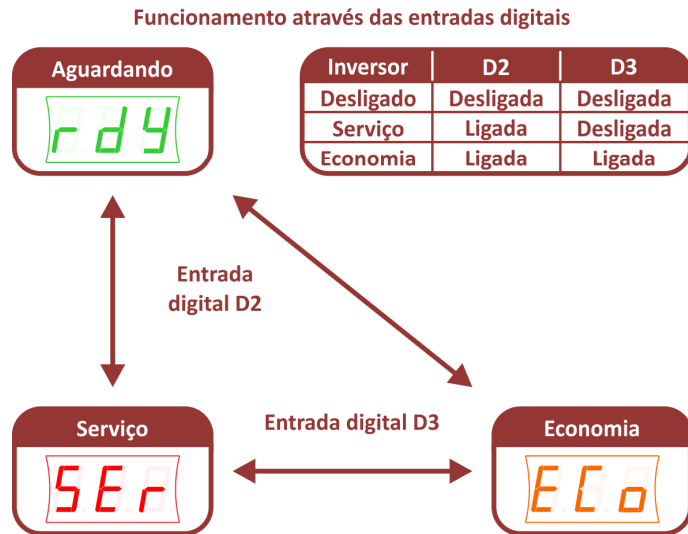 Funcionamento através das entradas digitais
Aguardando
rdY
Inversor D2 D3
Desligado Desligada Desligada
Serviço Ligada Desligada
Economia Ligada Ligada
Entrada
digital D2
Serviço
SEr
Entrada digital D3
Economia
ECo